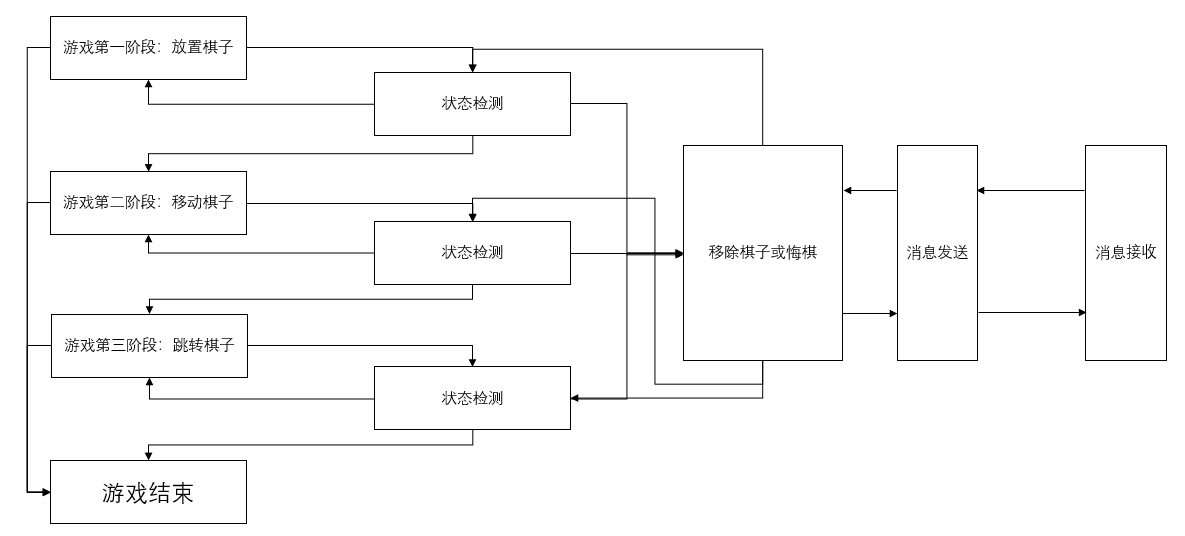 游戏第一阶段：放置棋子
状态检测
游戏第二阶段：移动棋子
状态检测
移除棋子或悔棋
消息发送
消息接收
游戏第三阶段：跳转棋子
状态检测
游戏结束